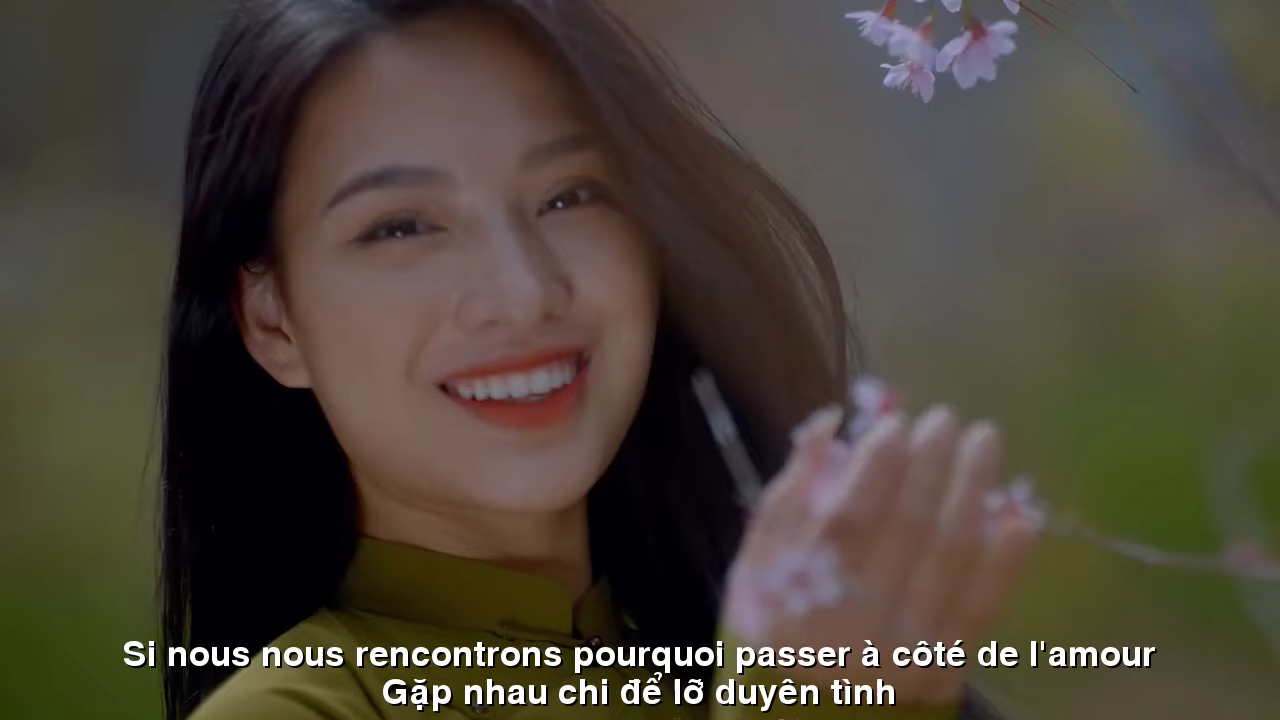 Si nous nous rencontrons pourquoi passer à côté de l'amour
Gặp nhau chi để lỡ duyên tình